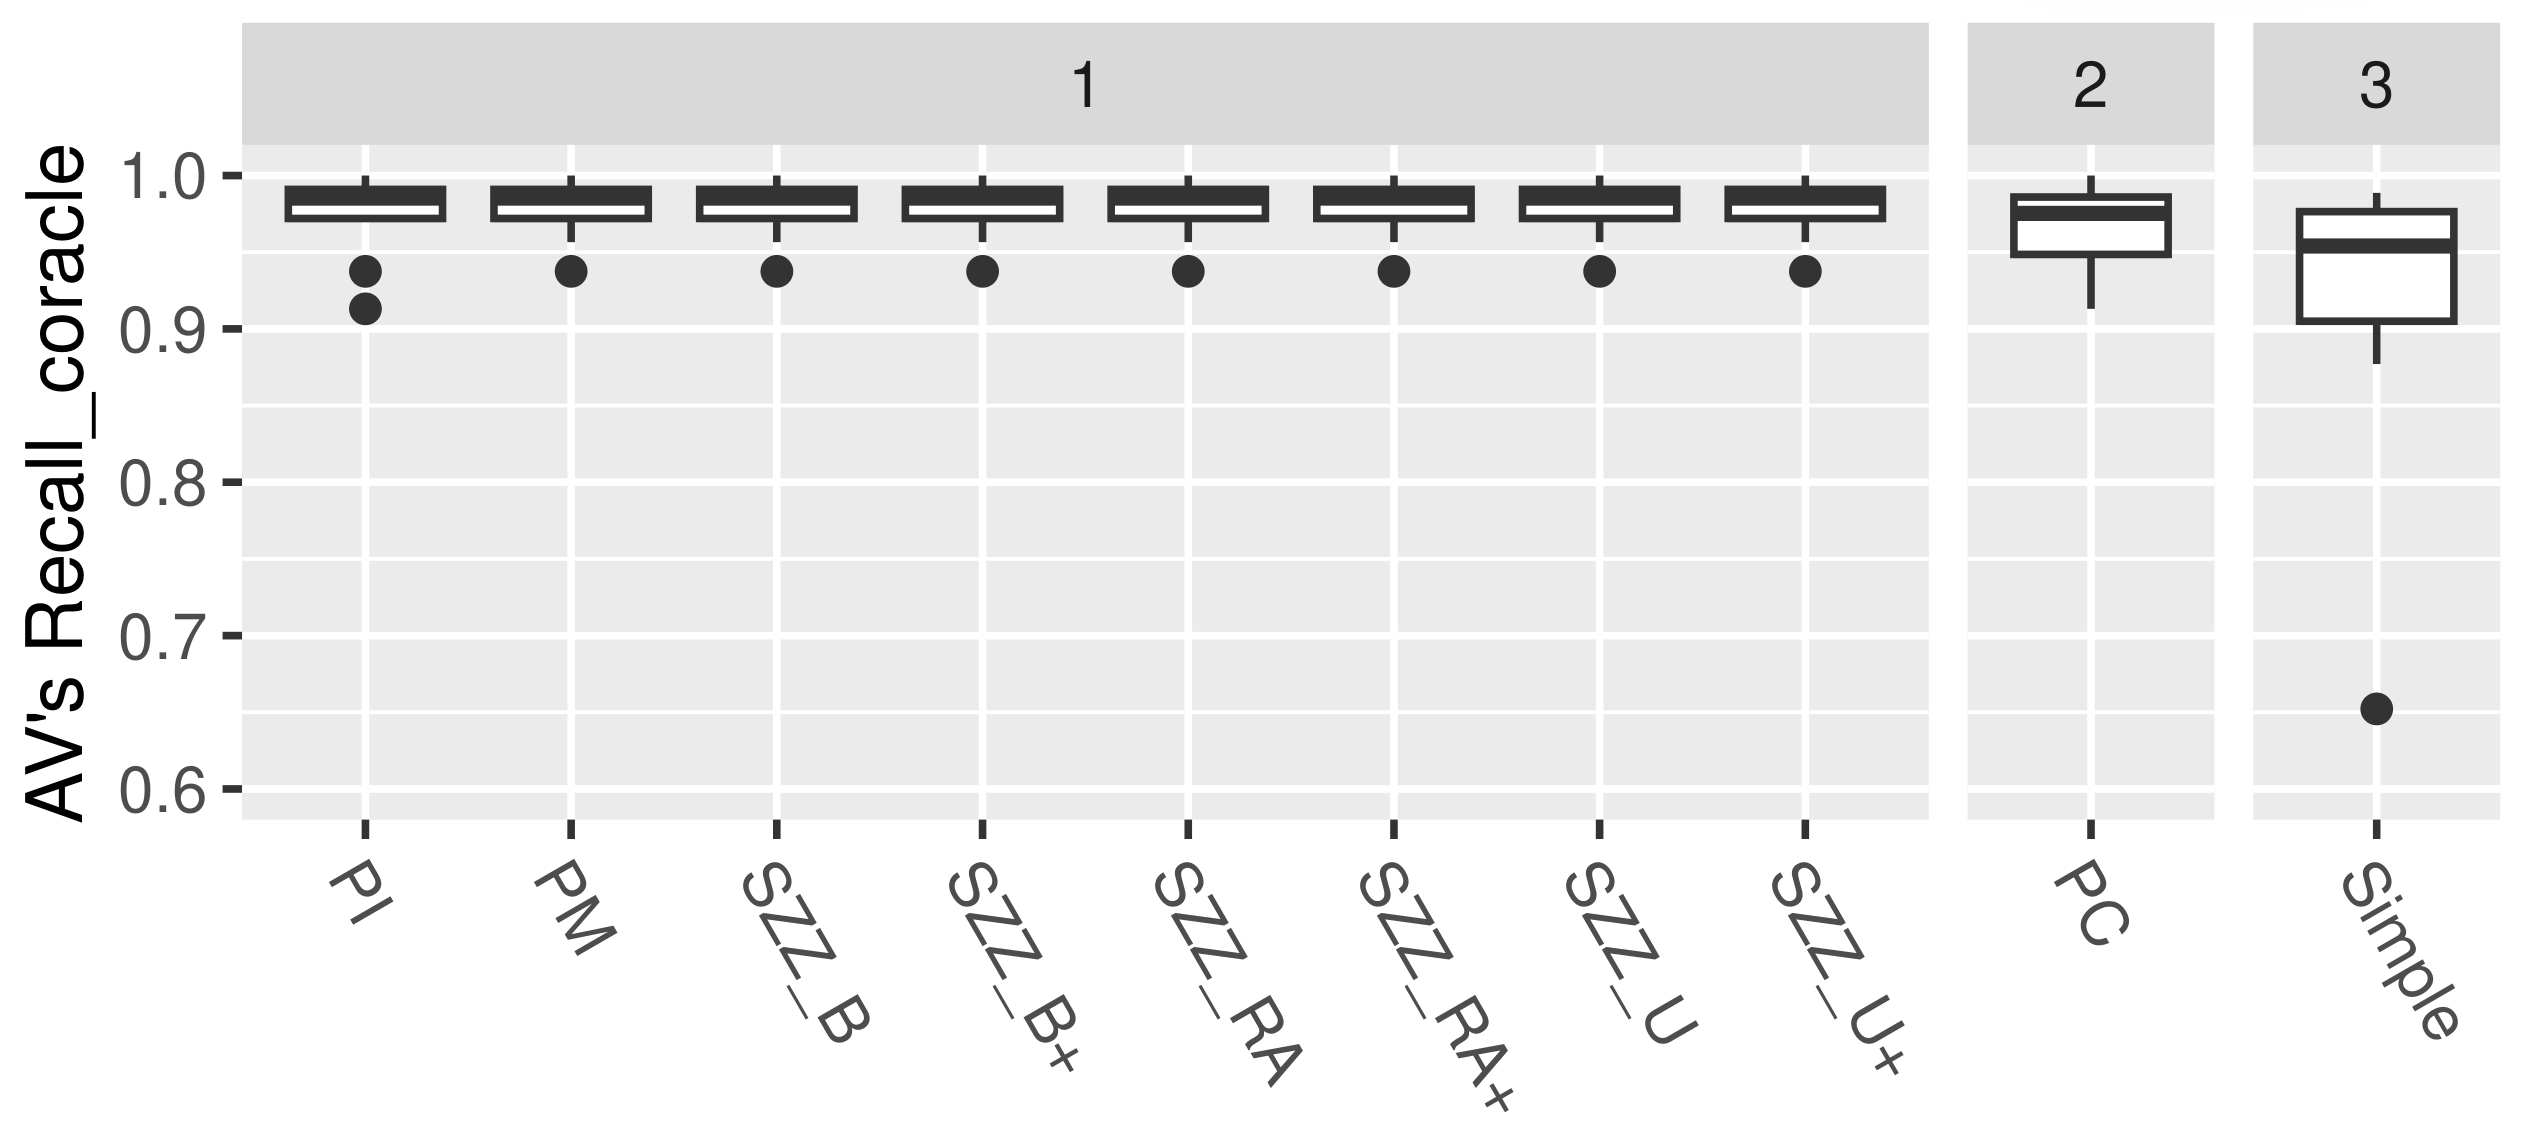 1 2 3
AV's Recall_coracle
1.0
0.9
0.8
0.7
0.6
PI PM SZZ_B SZZ_B+ SZZ_RA SZZ_RA+ SZZ_U SZZ_U+ PC Simple